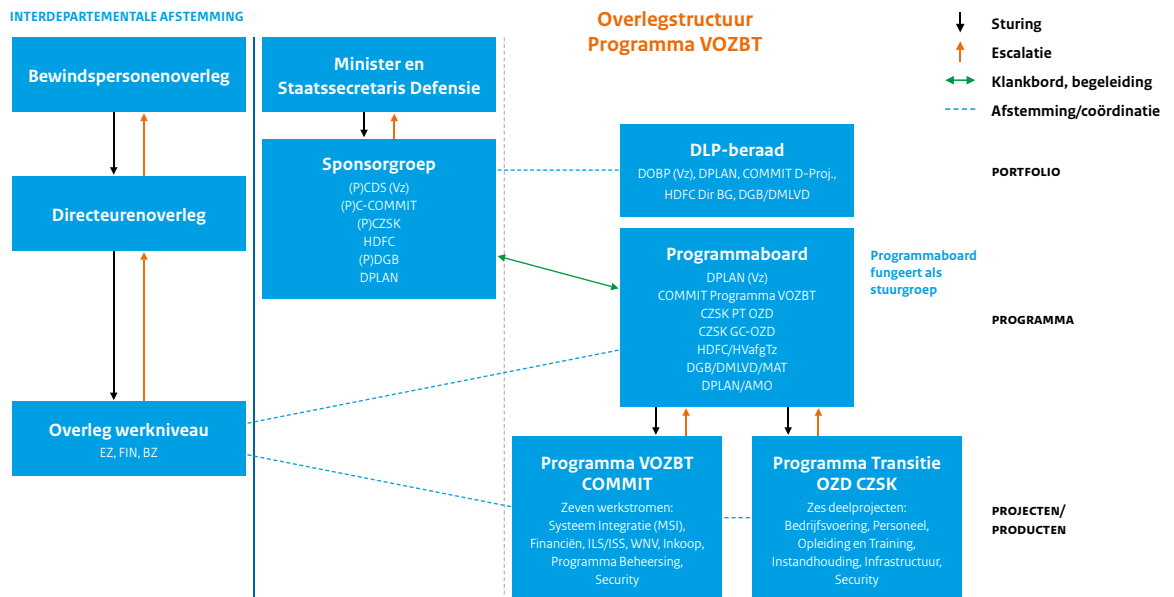 INTERDEPARTEMENTALE AFSTEMMING
Overlegstructuur
Programma VOZBT
Sturing
Escalatie
Klankbord, begeleiding
Afstemming/coördinatie
Bewindspersonenoverleg
Directeurenoverleg
Overleg werkniveau
EZ, FIN, BZ
Minister en
Staatssecretaris Defensie
Sponsorgroep
(P)CDS (Vz)
(P)C-COMMIT
(P)CZSK
HDFC
(P)DGB
DPLAN
DLP-beraad
DOBP (Vz), DPLAN, COMMIT D-Proj.,
HDFC Dir BG, DGB/DMLVD
PORTFOLIO
Programmaboard
DPLAN (Vz)
COMMIT Programma VOZBT
CZSK PT OZD
CZSK GC-OZD
HDFC/HVafgTz
DGB/DMLVD/MAT
DPLAN/AMO
Programmaboard
fungeert als
stuurgroep
PROGRAMMA
Programma VOZBT
COMMIT
Zeven werkstromen:
Systeem Integratie (MSI),
Financiën, ILS/ISS, WNV, Inkoop,
Programma Beheersing,
Security
Programma Transitie
OZD CZSK
Zes deelprojecten:
Bedrijfsvoering, Personeel,
Opleiding en Training,
Instandhouding, Infrastructuur,
Security
PROJECTEN/
PRODUCTEN